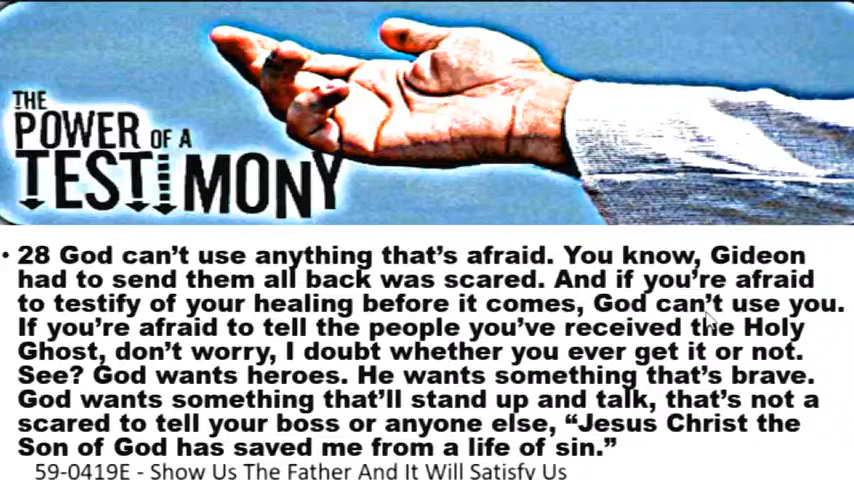 THE
POWER OF A
TESTIMONY
• 28 God can’t use anything that’s afraid. You know, Gideon
had to send them all back was scared. And if you’re afraid
to testify of your healing before it comes, God can’t use you.
If you’re afraid to tell the people you’ve received the Holy
Ghost, don’t worry, I doubt whether you ever get it or not.
See? God wants heroes. He wants something that’s brave.
God wants something that’ll stand up and talk, that’s not a
scared to tell your boss or anyone else, “Jesus Christ the
Son of God has saved me from a life of sin.”
59-0419E - Show Us The Father And It Will Satisfy Us